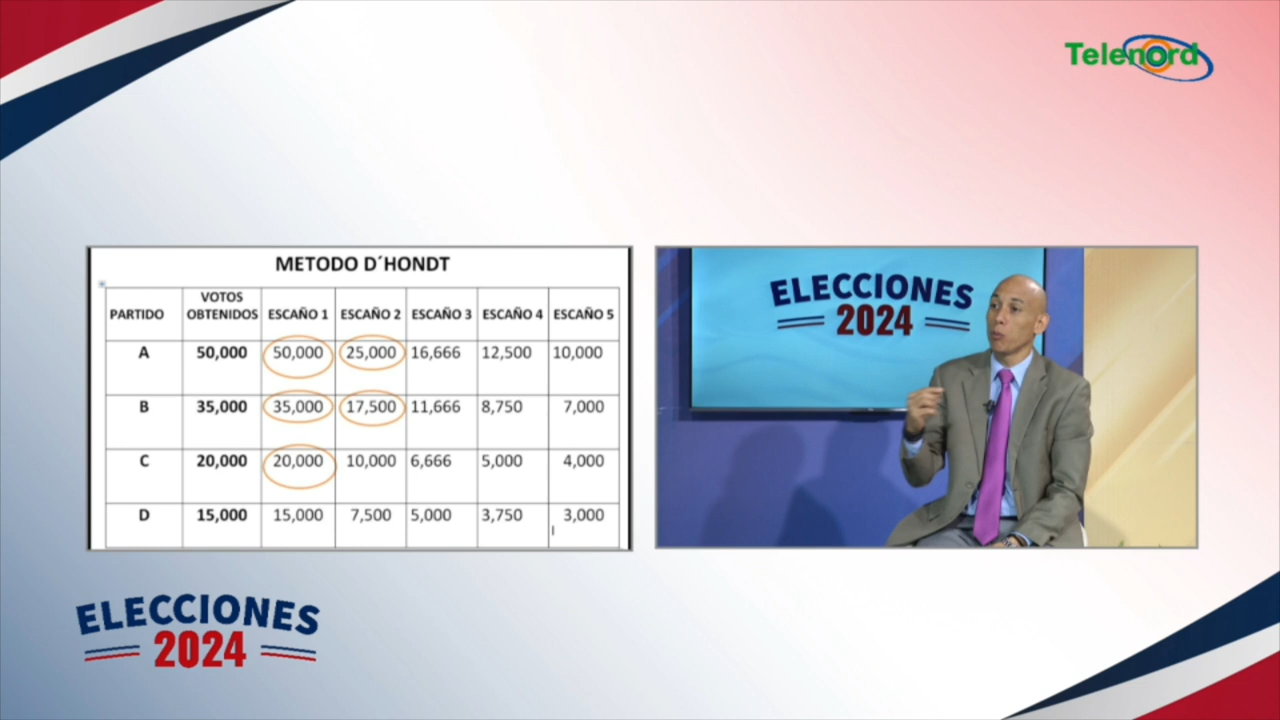 Telenord
METODO D´HONDT
PARTIDO VOTOS OBTENIDOS ESCAÑO 1 ESCAÑO 2 ESCAÑO 3 ESCAÑO 4 ESCAÑO 5
A 50,000 50,000 25,000 16,666 12,500 10,000
B 35,000 35,000 17,500 11,666 8,750 7,000
C 20,000 20,000 10,000 6,666 5,000 4,000
D 15,000 15,000 7,500 5,000 3,750 3,000
ELECCIONES
2024
ELECCIONES
2024